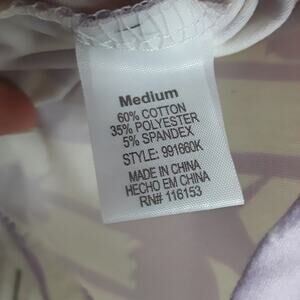 Medium
60% COTTON
35% POLYESTER
5% SPANDEX
STYLE: 991660K
MADE IN CHINA
HECHO EM CHINA
RN# 116153